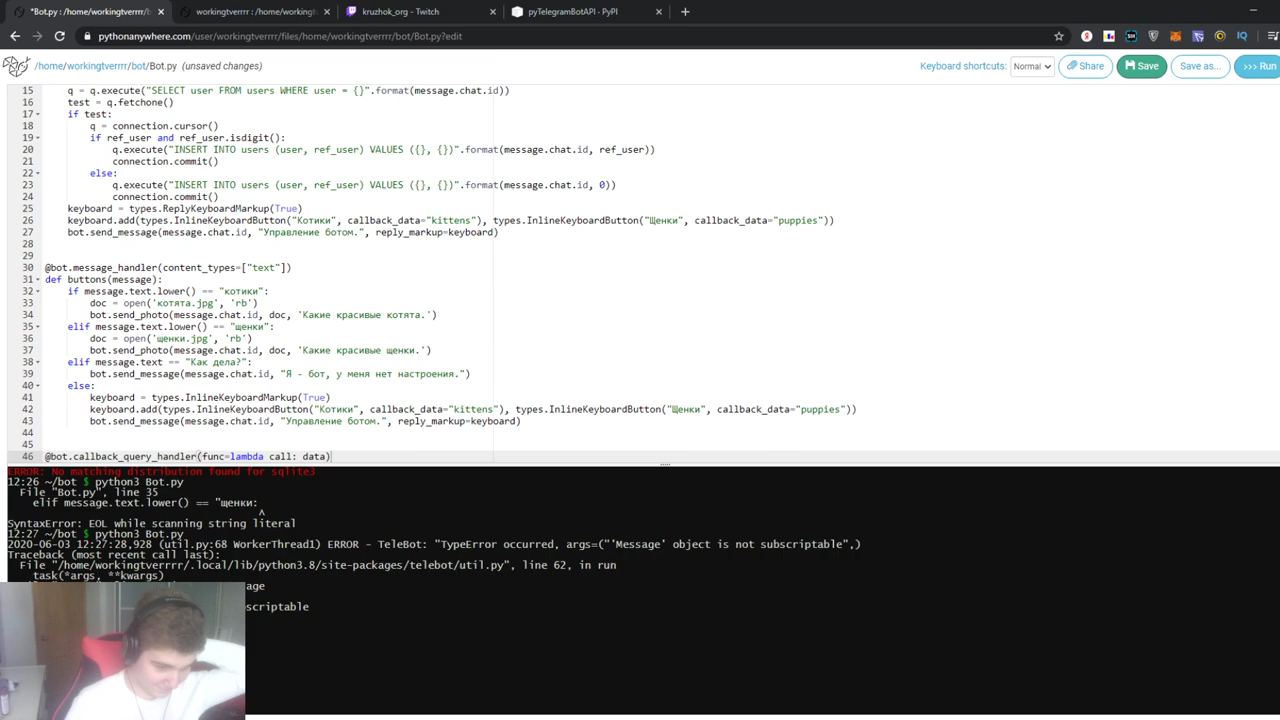 *Bot.py : /home/workingtverrrr/
workingtverrrr : /home/workingt
kruzhok_org - Twitch
pyTelegramBotAPI · PyPI
pythonanywhere.com/user/workingtverrrr/files/home/workingtverrrr/bot/Bot.py?edit
/home/workingtverrrr/bot/Bot.py (unsaved changes)
Keyboard shortcuts: Normal
Share
Save
Save as...
>>> Run
15 q = q.execute("SELECT user FROM users WHERE user = {}".format(message.chat.id))
16 test = q.fetchone()
17 if test:
18 q = connection.cursor()
19 if ref_user and ref_user.isdigit():
20 q.execute("INSERT INTO users (user, ref_user) VALUES ({}, {})".format(message.chat.id, ref_user))
21 connection.commit()
22 else:
23 q.execute("INSERT INTO users (user, ref_user) VALUES ({}, {})".format(message.chat.id, 0))
24 connection.commit()
25 keyboard = types.ReplyKeyboardMarkup(True)
26 keyboard.add(types.InlineKeyboardButton("Котики", callback_data="kittens"), types.InlineKeyboardButton("Щенки", callback_data="puppies"))
27 bot.send_message(message.chat.id, "Управление ботом.", reply_markup=keyboard)
28
29
30 @bot.message_handler(content_types=["text"])
31 def buttons(message):
32 if message.text.lower() == "котики":
33 doc = open('котята.jpg', 'rb')
34 bot.send_photo(message.chat.id, doc, 'Какие красивые котята.')
35 elif message.text.lower() == "щенки":
36 doc = open('щенки.jpg', 'rb')
37 bot.send_photo(message.chat.id, doc, 'Какие красивые щенки.')
38 elif message.text == "Как дела?":
39 bot.send_message(message.chat.id, "Я - бот, у меня нет настроения.")
40 else:
41 keyboard = types.InlineKeyboardMarkup(True)
42 keyboard.add(types.InlineKeyboardButton("Котики", callback_data="kittens"), types.InlineKeyboardButton("Щенки", callback_data="puppies"))
43 bot.send_message(message.chat.id, "Управление ботом.", reply_markup=keyboard)
44
45
46 @bot.callback_query_handler(func=lambda call: data)
ERROR: No matching distribution found for sqlite3
12:26 ~/bot $ python3 Bot.py
File "Bot.py", line 35
elif message.text.lower() == "щенки:
^
SyntaxError: EOL while scanning string literal
12:27 ~/bot $ python3 Bot.py
2020-06-03 12:27:28,928 (util.py:68 WorkerThread1) ERROR - TeleBot: "TypeError occurred, args=("'Message' object is not subscriptable",)
Traceback (most recent call last):
File "/home/workingtverrrr/.local/lib/python3.8/site-packages/telebot/util.py", line 62, in run
task(*args, **kwargs)
age
scriptable